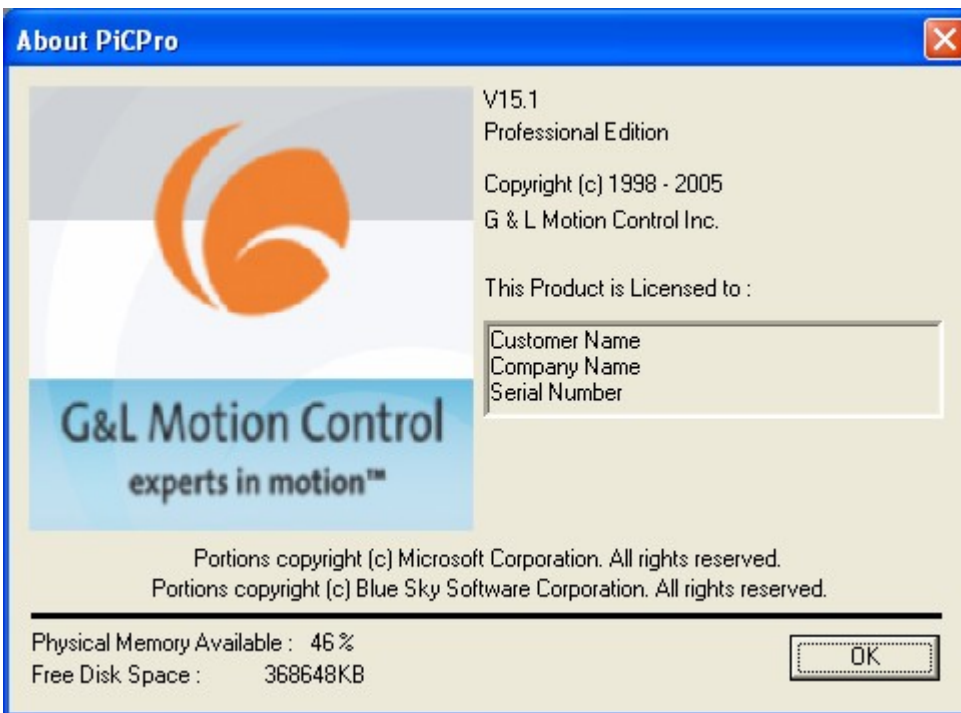 About PiCPro
V15.1
Professional Edition
Copyright (c) 1998 - 2005
G & L Motion Control Inc.
This Product is Licensed to :
Customer Name
Company Name
Serial Number
G&L Motion Control
experts in motion™
Portions copyright (c) Microsoft Corporation. All rights reserved.
Portions copyright (c) Blue Sky Software Corporation. All rights reserved.
Physical Memory Available : 46 %
Free Disk Space : 368648KB
OK